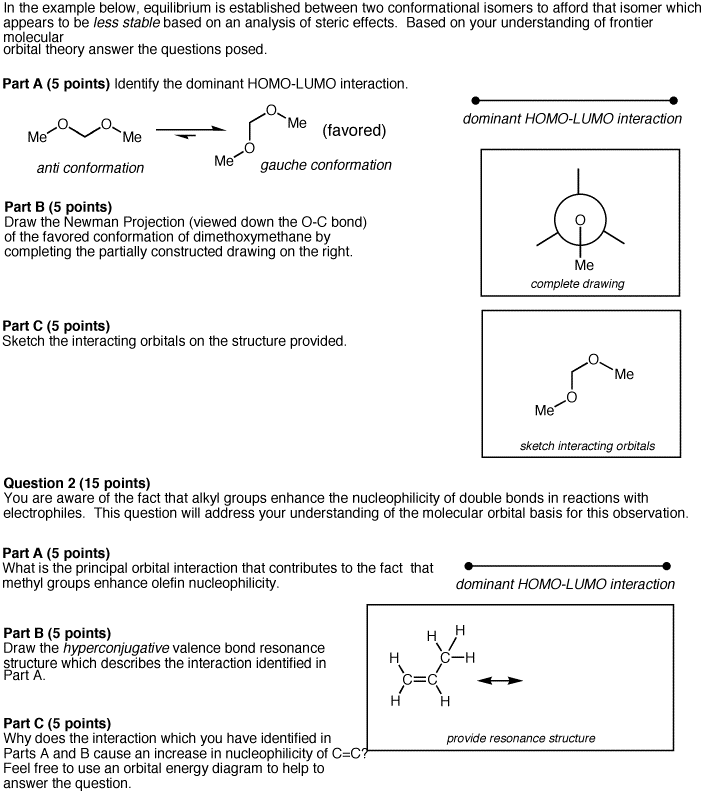 In the example below, equilibrium is established between two conformational isomers to afford that isomer which
appears to be less stable based on an analysis of steric effects. Based on your understanding of frontier
molecular
orbital theory answer the questions posed.
Part A (5 points) Identify the dominant HOMO-LUMO interaction.
dominant HOMO-LUMO interaction
Me O O Me
anti conformation
O Me
O
Me
(favored)
gauche conformation
Part B (5 points)
Draw the Newman Projection (viewed down the O-C bond)
of the favored conformation of dimethoxymethane by
completing the partially constructed drawing on the right.
O
Me
complete drawing
Part C (5 points)
Sketch the interacting orbitals on the structure provided.
O
Me
O
Me
sketch interacting orbitals
Question 2 (15 points)
You are aware of the fact that alkyl groups enhance the nucleophilicity of double bonds in reactions with
electrophiles. This question will address your understanding of the molecular orbital basis for this observation.
Part A (5 points)
What is the principal orbital interaction that contributes to the fact that
methyl groups enhance olefin nucleophilicity.
dominant HOMO-LUMO interaction
Part B (5 points)
Draw the hyperconjugative valence bond resonance
structure which describes the interaction identified in
Part A.
H H
H C–H
C=C
H H
provide resonance structure
Part C (5 points)
Why does the interaction which you have identified in
Parts A and B cause an increase in nucleophilicity of C=C?
Feel free to use an orbital energy diagram to help to
answer the question.